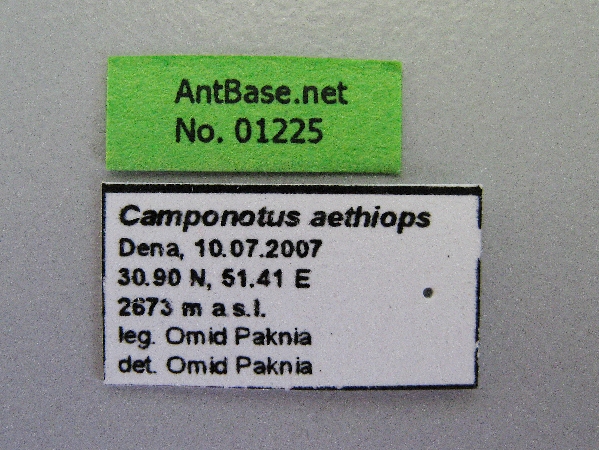 AntBase.net
No. 01225
Camponotus aethiops
Dena, 10.07.2007
30.90 N, 51.41 E
2673 m a.s.l.
leg. Omid Paknia
det. Omid Paknia